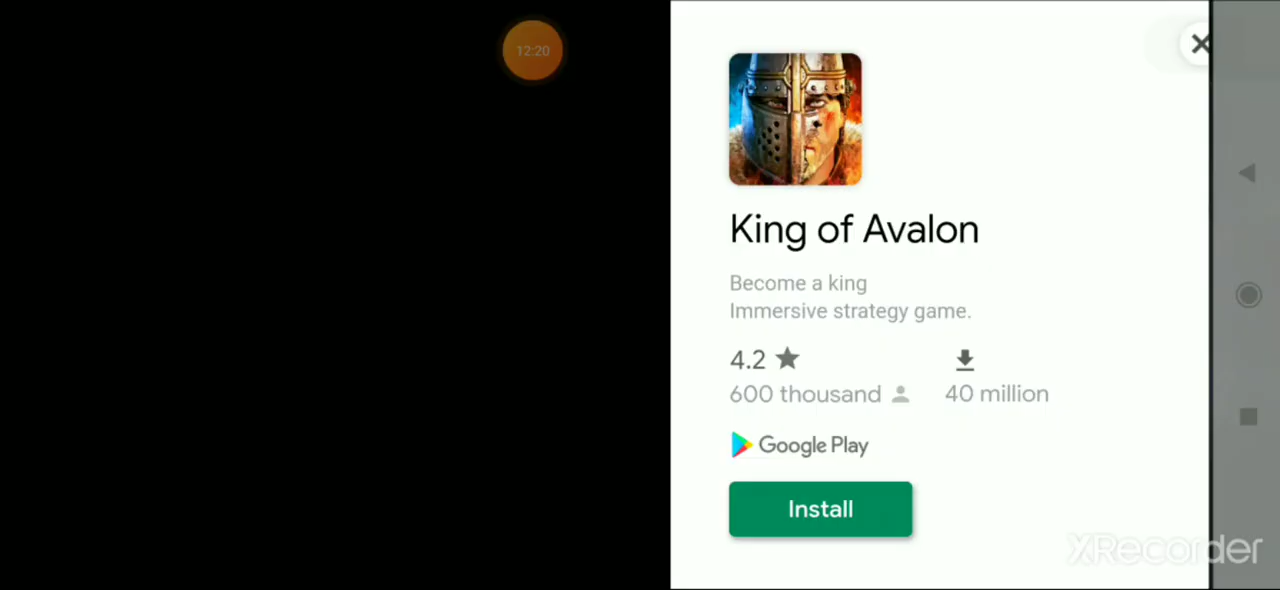 12:20
King of Avalon
Become a king
Immersive strategy game.
4.2
600 thousand
40 million
Google Play
Install
XRecorder